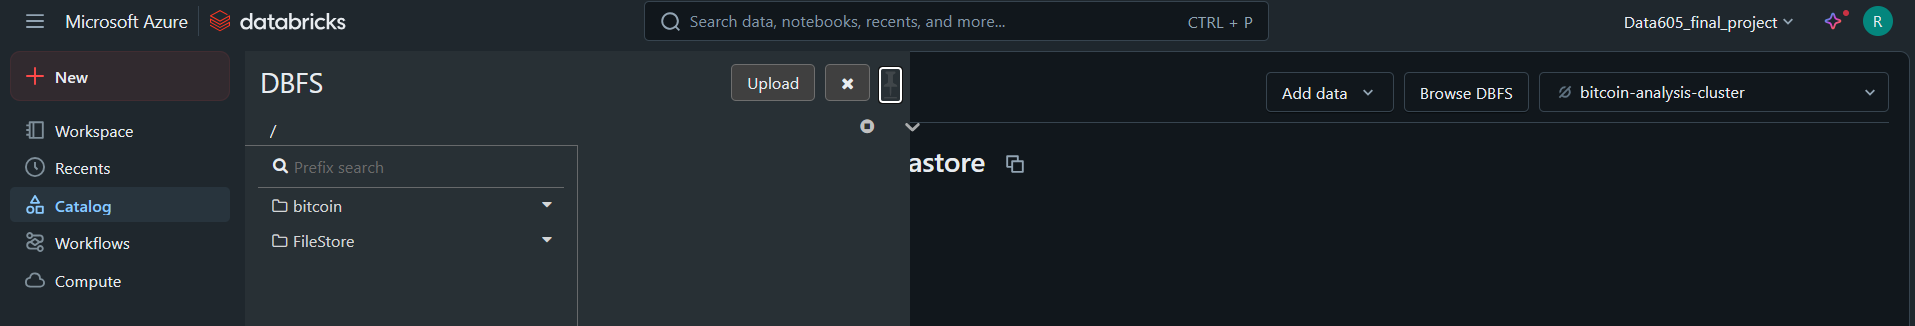 Microsoft Azure databricks Search data, notebooks, recents, and more... CTRL + P Data605_final_project R
New
Workspace
Recents
Catalog
Workflows
Compute
DBFS Upload
/
Prefix search
bitcoin
FileStore
Add data Browse DBFS bitcoin-analysis-cluster
astore